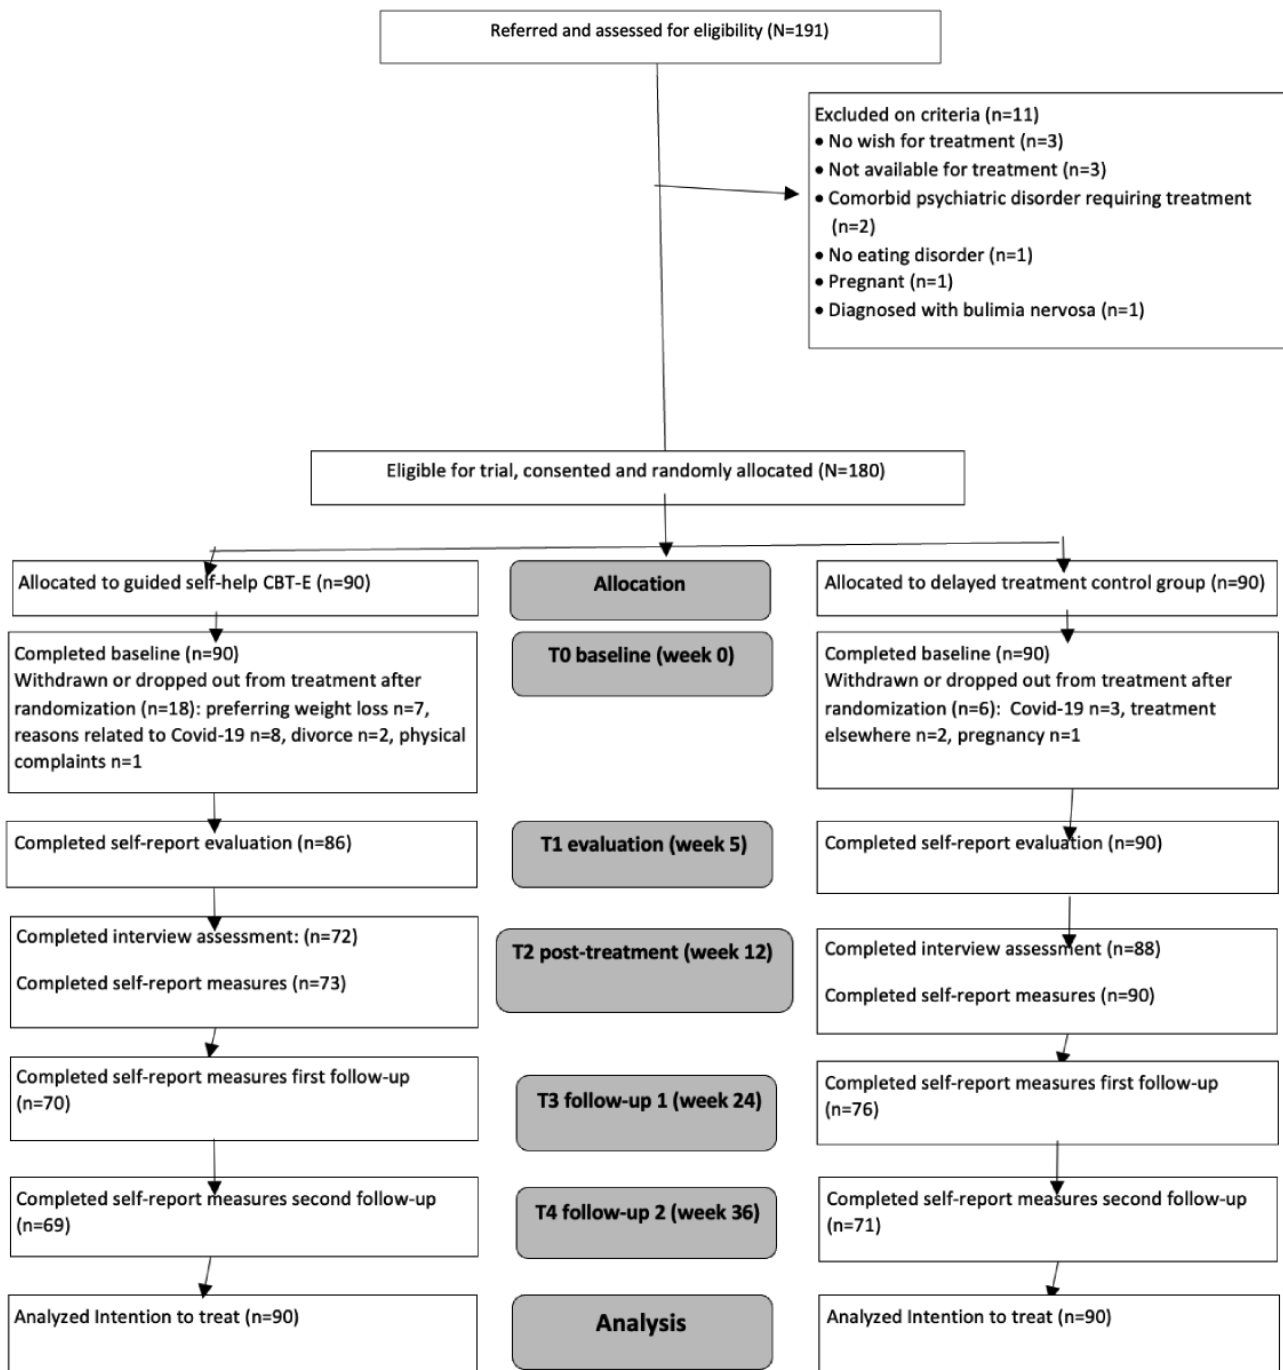 Referred and assessed for eligibility (N=191)
Excluded on criteria (n=11)
• No wish for treatment (n=3)
• Not available for treatment (n=3)
• Comorbid psychiatric disorder requiring treatment
(n=2)
• No eating disorder (n=1)
• Pregnant (n=1)
• Diagnosed with bulimia nervosa (n=1)
Eligible for trial, consented and randomly allocated (N=180)
Allocated to guided self-help CBT-E (n=90)
Allocation
Allocated to delayed treatment control group (n=90)
Completed baseline (n=90)
Withdrawn or dropped out from treatment after
randomization (n=18): preferring weight loss n=7,
reasons related to Covid-19 n=8, divorce n=2, physical
complaints n=1
T0 baseline (week 0)
Completed baseline (n=90)
Withdrawn or dropped out from treatment after
randomization (n=6):  Covid-19 n=3, treatment
elsewhere n=2, pregnancy n=1
Completed self-report evaluation (n=86)
T1 evaluation (week 5)
Completed self-report evaluation (n=90)
Completed interview assessment: (n=72)
Completed self-report measures (n=73)
T2 post-treatment (week 12)
Completed interview assessment (n=88)
Completed self-report measures (n=90)
Completed self-report measures first follow-up
(n=70)
T3 follow-up 1 (week 24)
Completed self-report measures first follow-up
(n=76)
Completed self-report measures second follow-up
(n=69)
T4 follow-up 2 (week 36)
Completed self-report measures second follow-up
(n=71)
Analyzed Intention to treat (n=90)
Analysis
Analyzed Intention to treat (n=90)